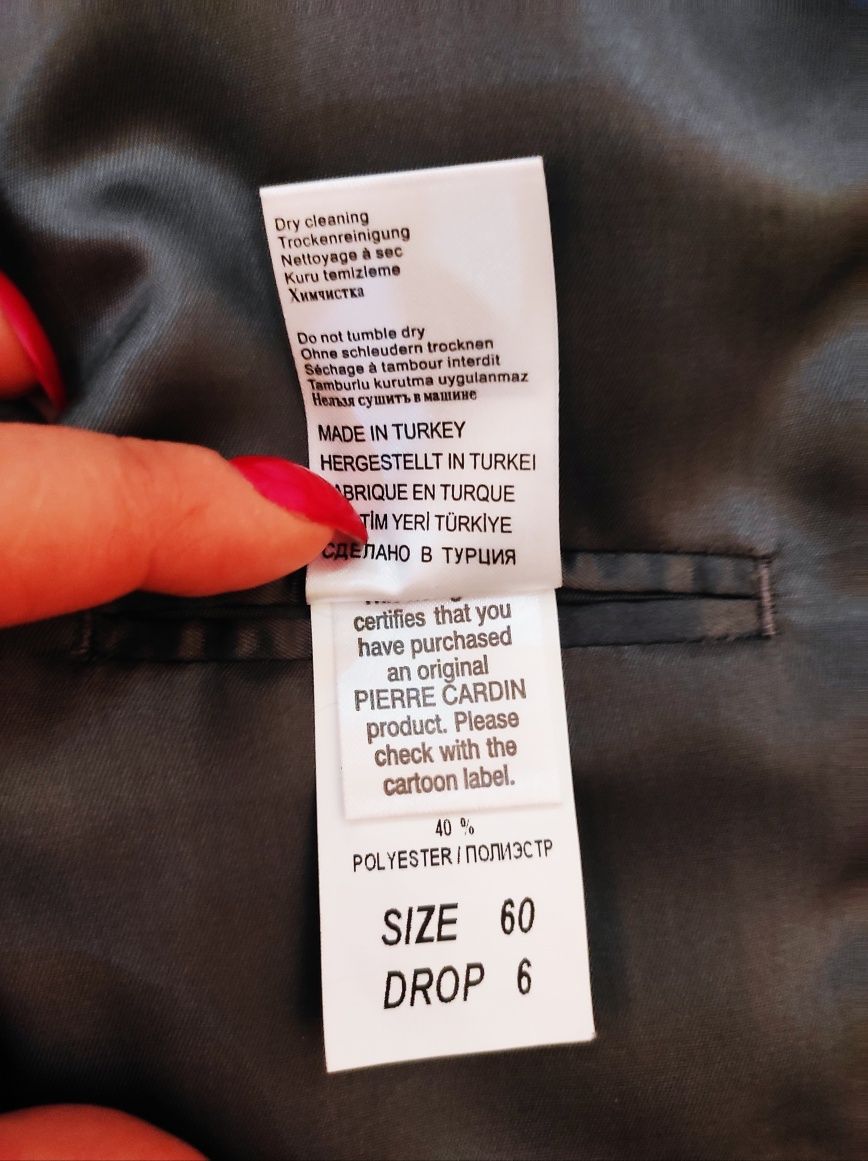 Dry cleaning
Trockenreinigung
Nettoyage à sec
Kuru temizleme
Химчистка
Do not tumble dry
Ohne schleudern trocknen
Séchage à tambour interdit
Tamburlu kurutma uygulanmaz
Нельзя сушить в машине
MADE IN TURKEY
HERGESTELLT IN TURKEI
ABRIQUE EN TURQUE
TİM YERİ TÜRKİYE
СДЕЛАНО В ТУРЦИЯ
certifies that you
have purchased
an original
PIERRE CARDIN
product. Please
check with the
cartoon label.
40 %
POLYESTER / ПОЛИЭСТР
SIZE 60
DROP 6